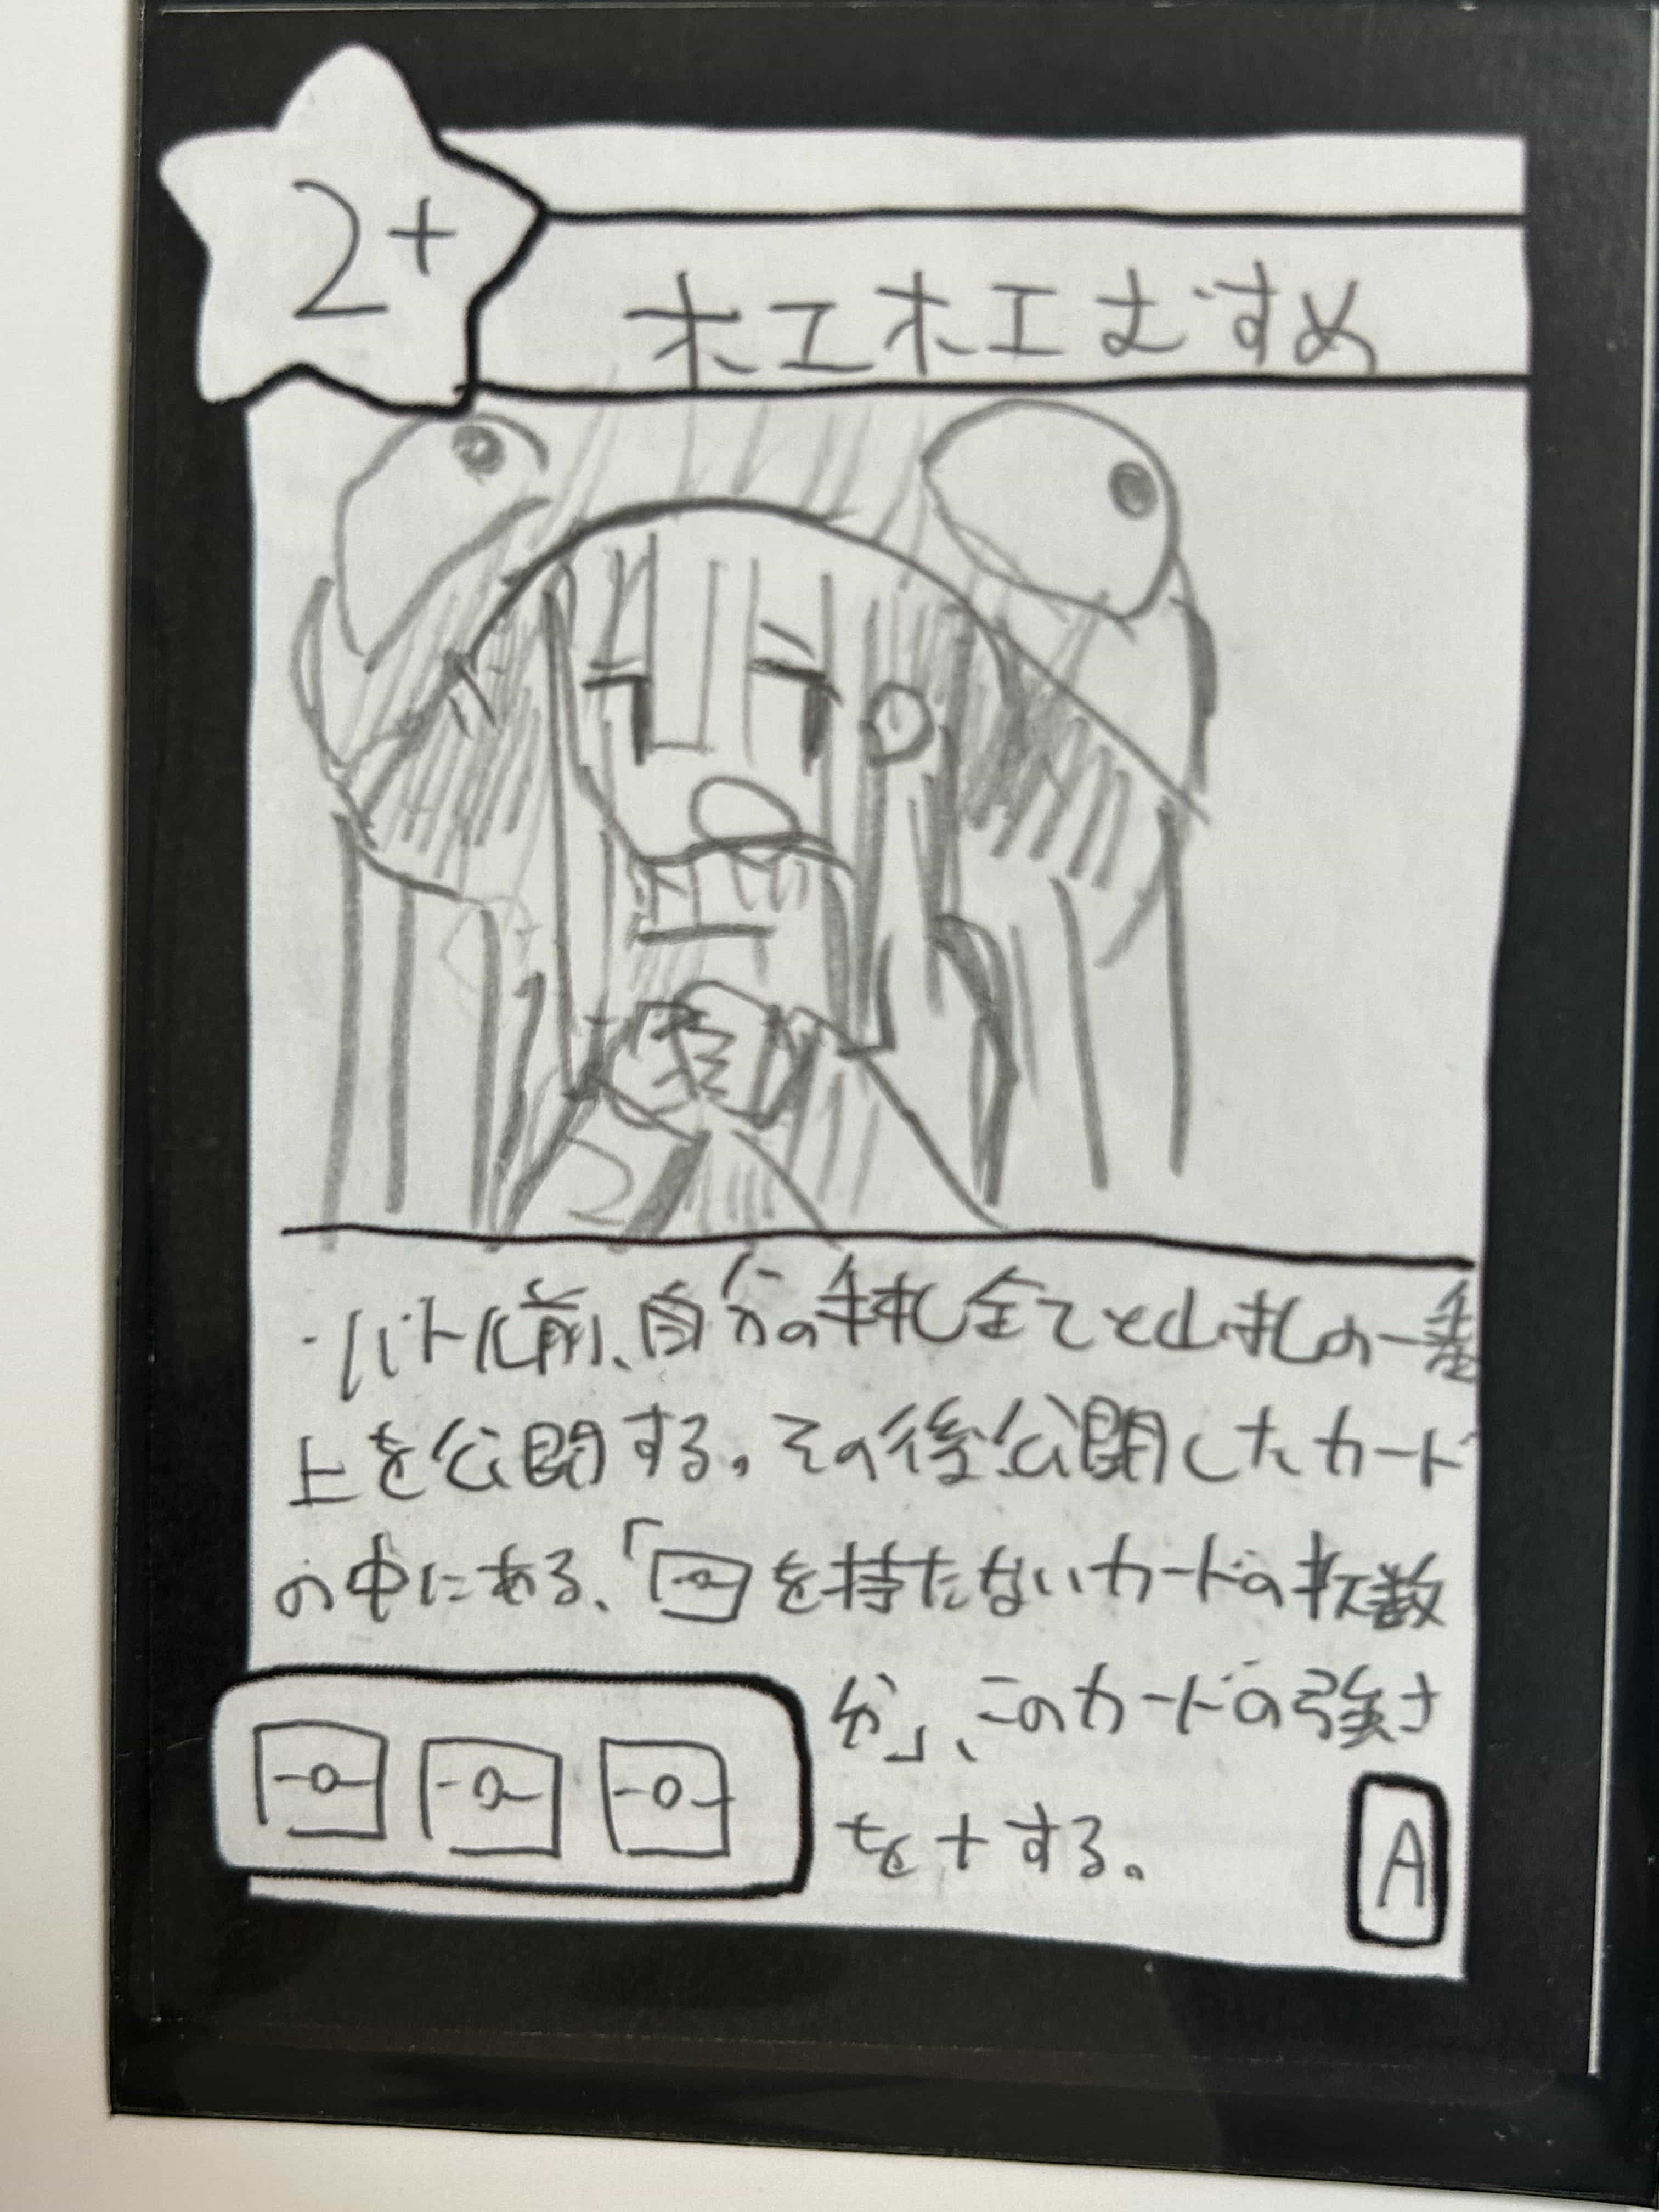 2+
ホエホエむすめ
・バトル前、自分の手札全てと山札の一番
上を公開する。その後公開したカード
の中にある、「を持たないカードの枚数
分」、このカードの強さ
を+する。
A